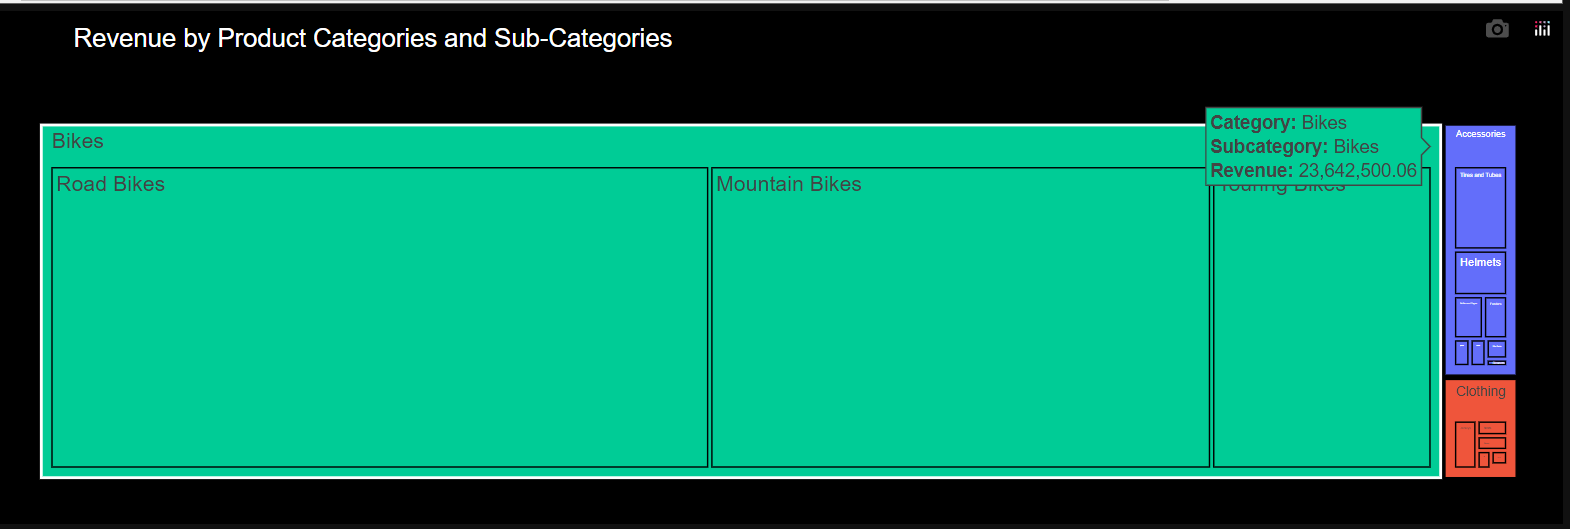 Revenue by Product Categories and Sub-Categories
Bikes
Category: Bikes
Subcategory: Bikes
Revenue: 23,642,500.06
Road Bikes
Mountain Bikes
Touring Bikes
Accessories
Tires and Tubes
Helmets
Clothing